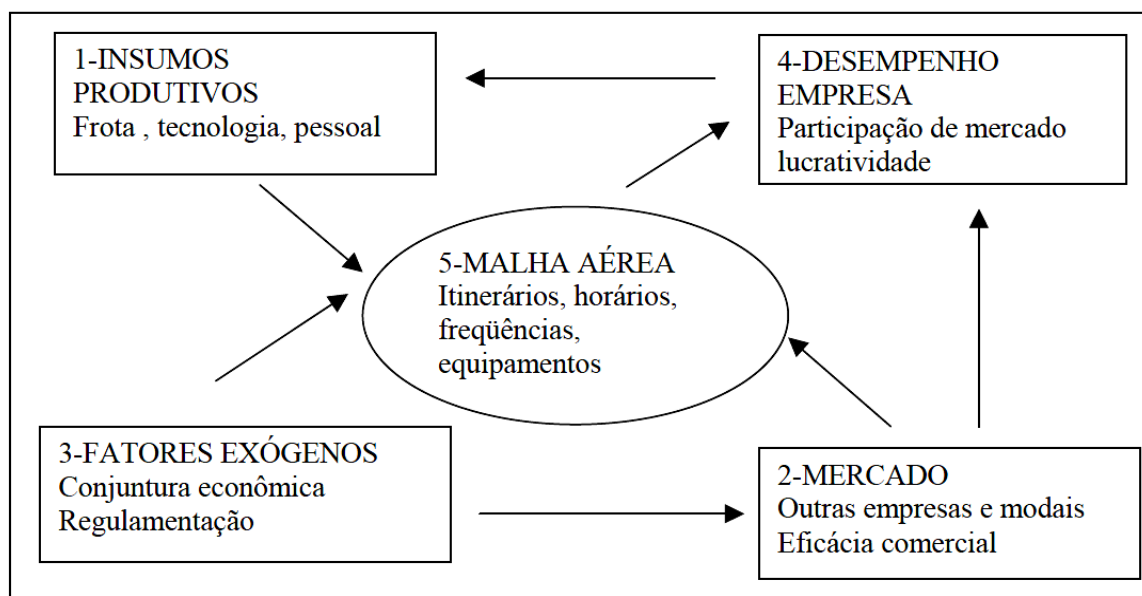 1-INSUMOS
PRODUTIVOS
Frota , tecnologia, pessoal
4-DESEMPENHO
EMPRESA
Participação de mercado
lucratividade
5-MALHA AÉREA
Itinerários, horários,
freqüências,
equipamentos
3-FATORES EXÓGENOS
Conjuntura econômica
Regulamentação
2-MERCADO
Outras empresas e modais
Eficácia comercial